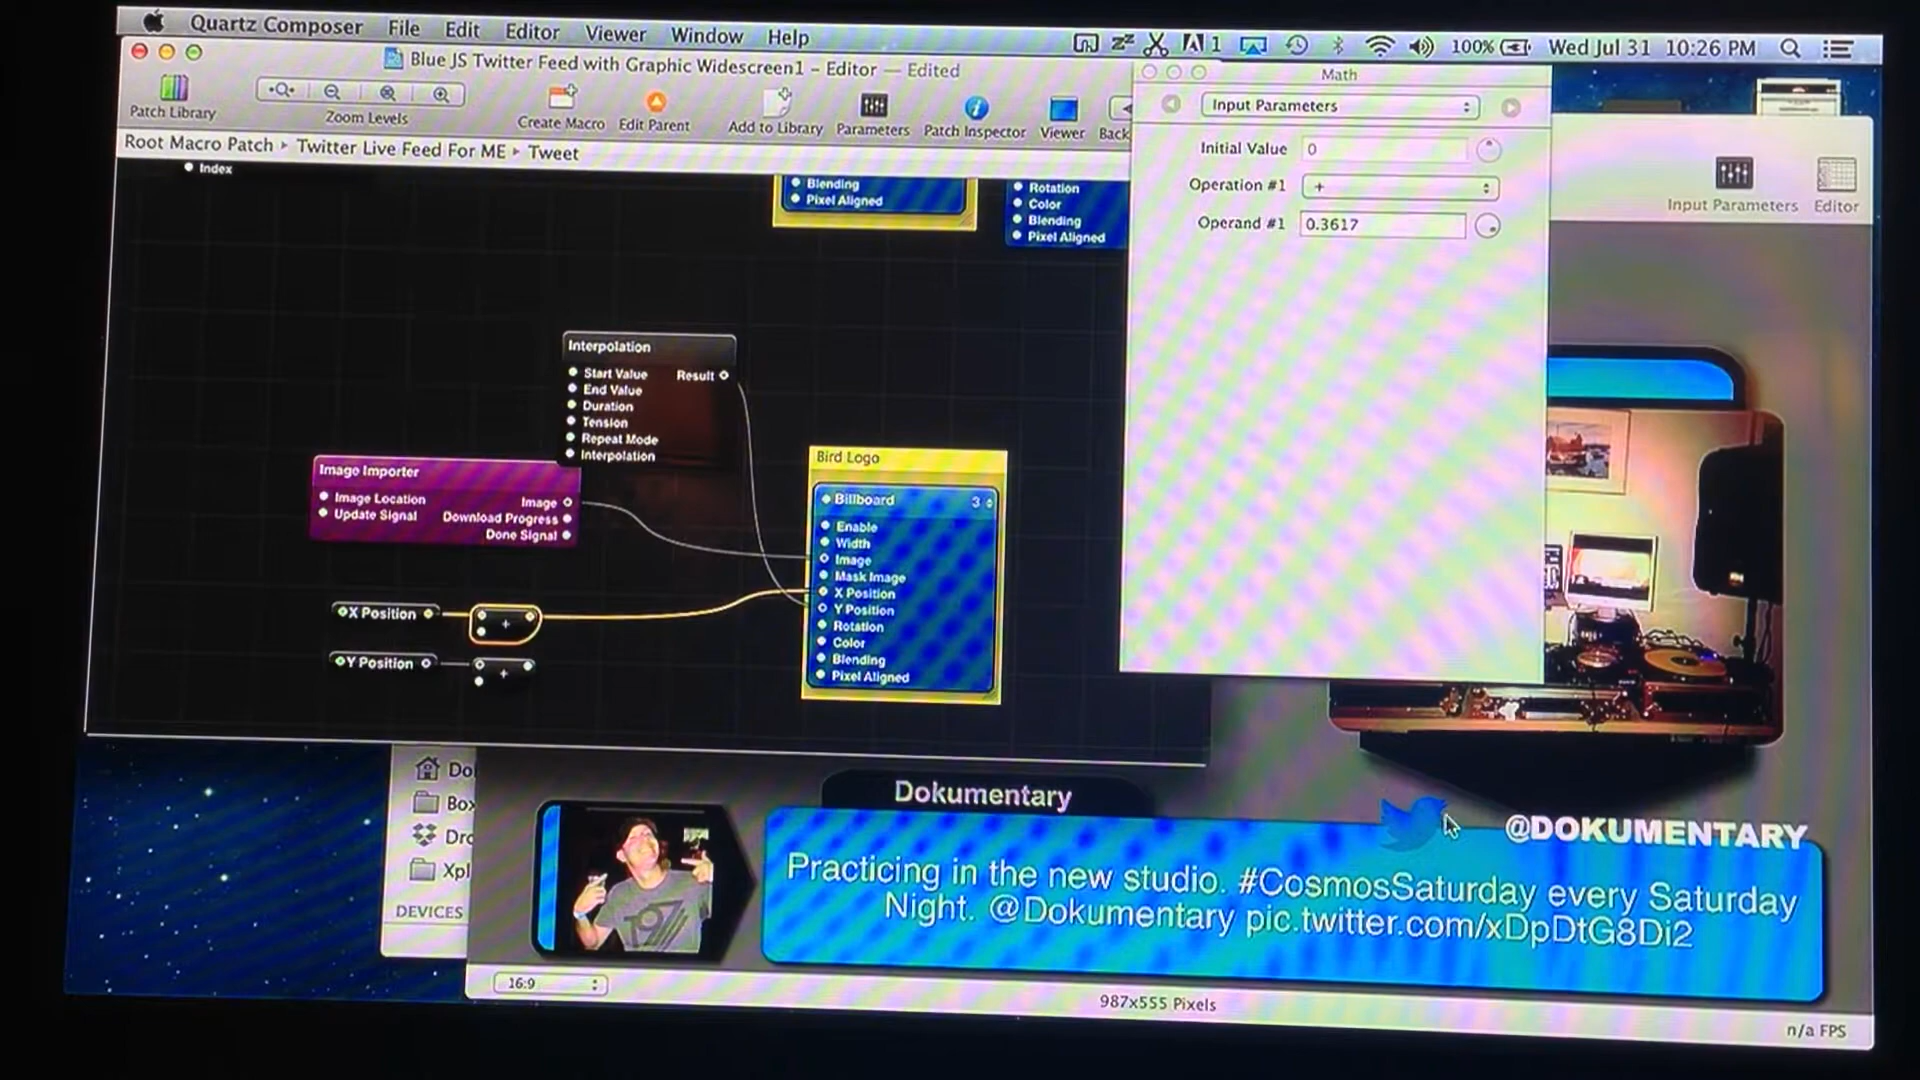 Quartz Composer File Edit Editor Viewer Window Help
1 100% Wed Jul 31 10:26 PM
Blue JS Twitter Feed with Graphic Widescreen1 – Editor — Edited
Patch Library
Zoom Levels
Create Macro
Edit Parent
Add to Library
Parameters
Patch Inspector
Viewer
Back
Root Macro Patch ▸ Twitter Live Feed For ME ▸ Tweet
Index
Blending
Pixel Aligned
Rotation
Color
Blending
Pixel Aligned
Math
Input Parameters
Initial Value 0
Operation #1 +
Operand #1 0.3617
Input Parameters
Editor
Interpolation
Start Value Result
End Value
Duration
Tension
Repeat Mode
Interpolation
Image Importer
Image Location Image
Update Signal Download Progress
Done Signal
X Position +
Y Position +
Bird Logo
Billboard 3
Enable
Width
Image
Mask Image
X Position
Y Position
Rotation
Color
Blending
Pixel Aligned
Do
Box
Dro
Xpl
DEVICES
Dokumentary
@DOKUMENTARY
Practicing in the new studio. #CosmosSaturday every Saturday
Night. @Dokumentary pic.twitter.com/xDpDtG8Di2
16:9
987x555 Pixels
n/a FPS